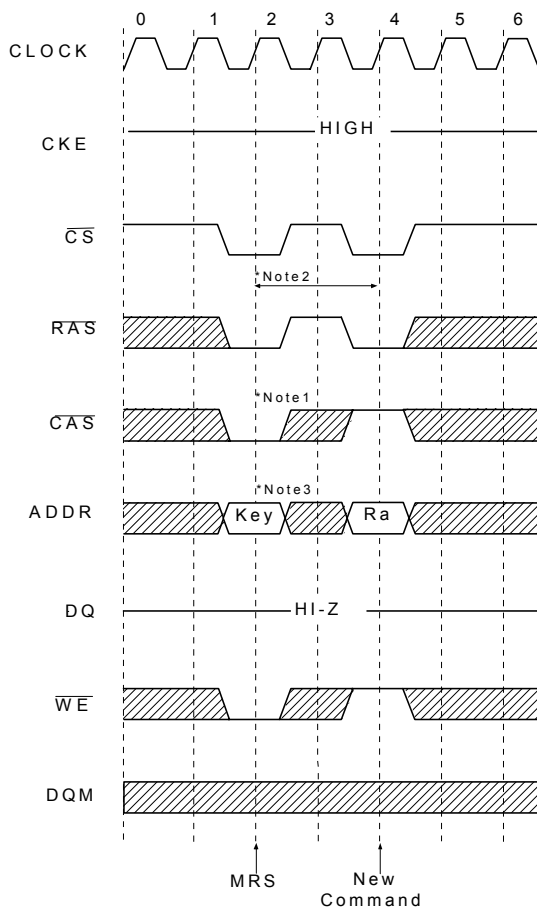 0 1 2 3 4 5 6
CLOCK
CKE
HIGH
CS
*Note2
RAS
*Note1
CAS
*Note3
ADDR
Key
Ra
DQ
HI-Z
WE
DQM
MRS
New
Command